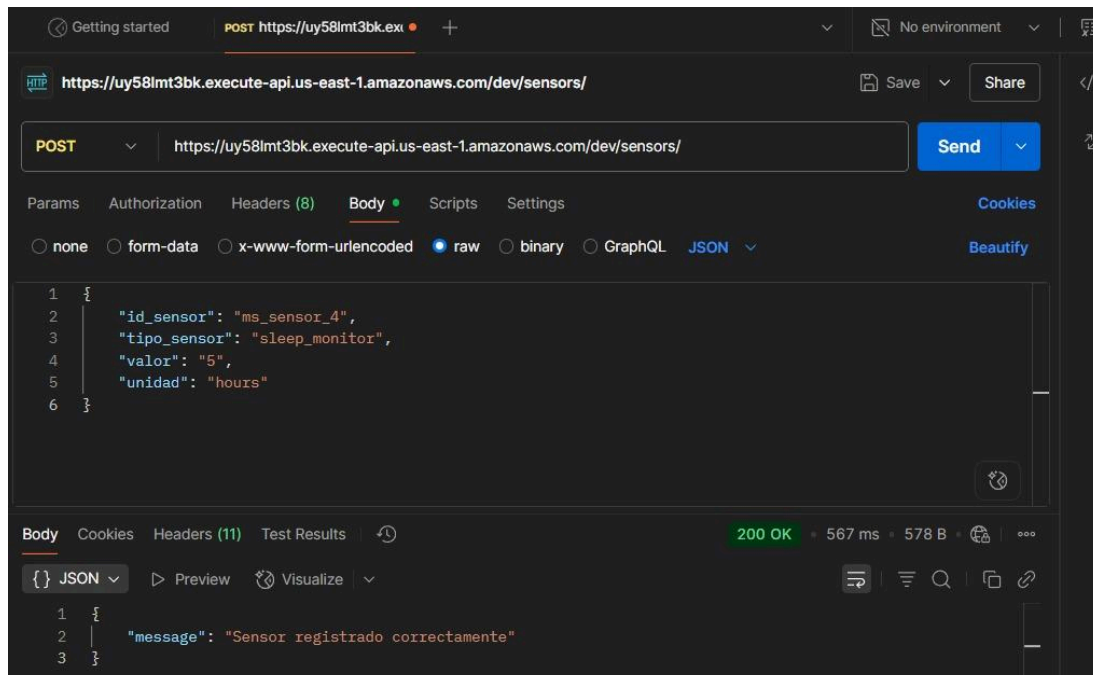 Getting started POST https://uy58lmt3bk.exe No environment
HTTP https://uy58lmt3bk.execute-api.us-east-1.amazonaws.com/dev/sensors/ Save Share
POST https://uy58lmt3bk.execute-api.us-east-1.amazonaws.com/dev/sensors/ Send
Params Authorization Headers (8) Body Scripts Settings Cookies
none form-data x-www-form-urlencoded raw binary GraphQL JSON Beautify
1 {
2 "id_sensor": "ms_sensor_4",
3 "tipo_sensor": "sleep_monitor",
4 "valor": "5",
5 "unidad": "hours"
6 }
Body Cookies Headers (11) Test Results 200 OK 567 ms 578 B
{} JSON Preview Visualize
1 {
2 "message": "Sensor registrado correctamente"
3 }